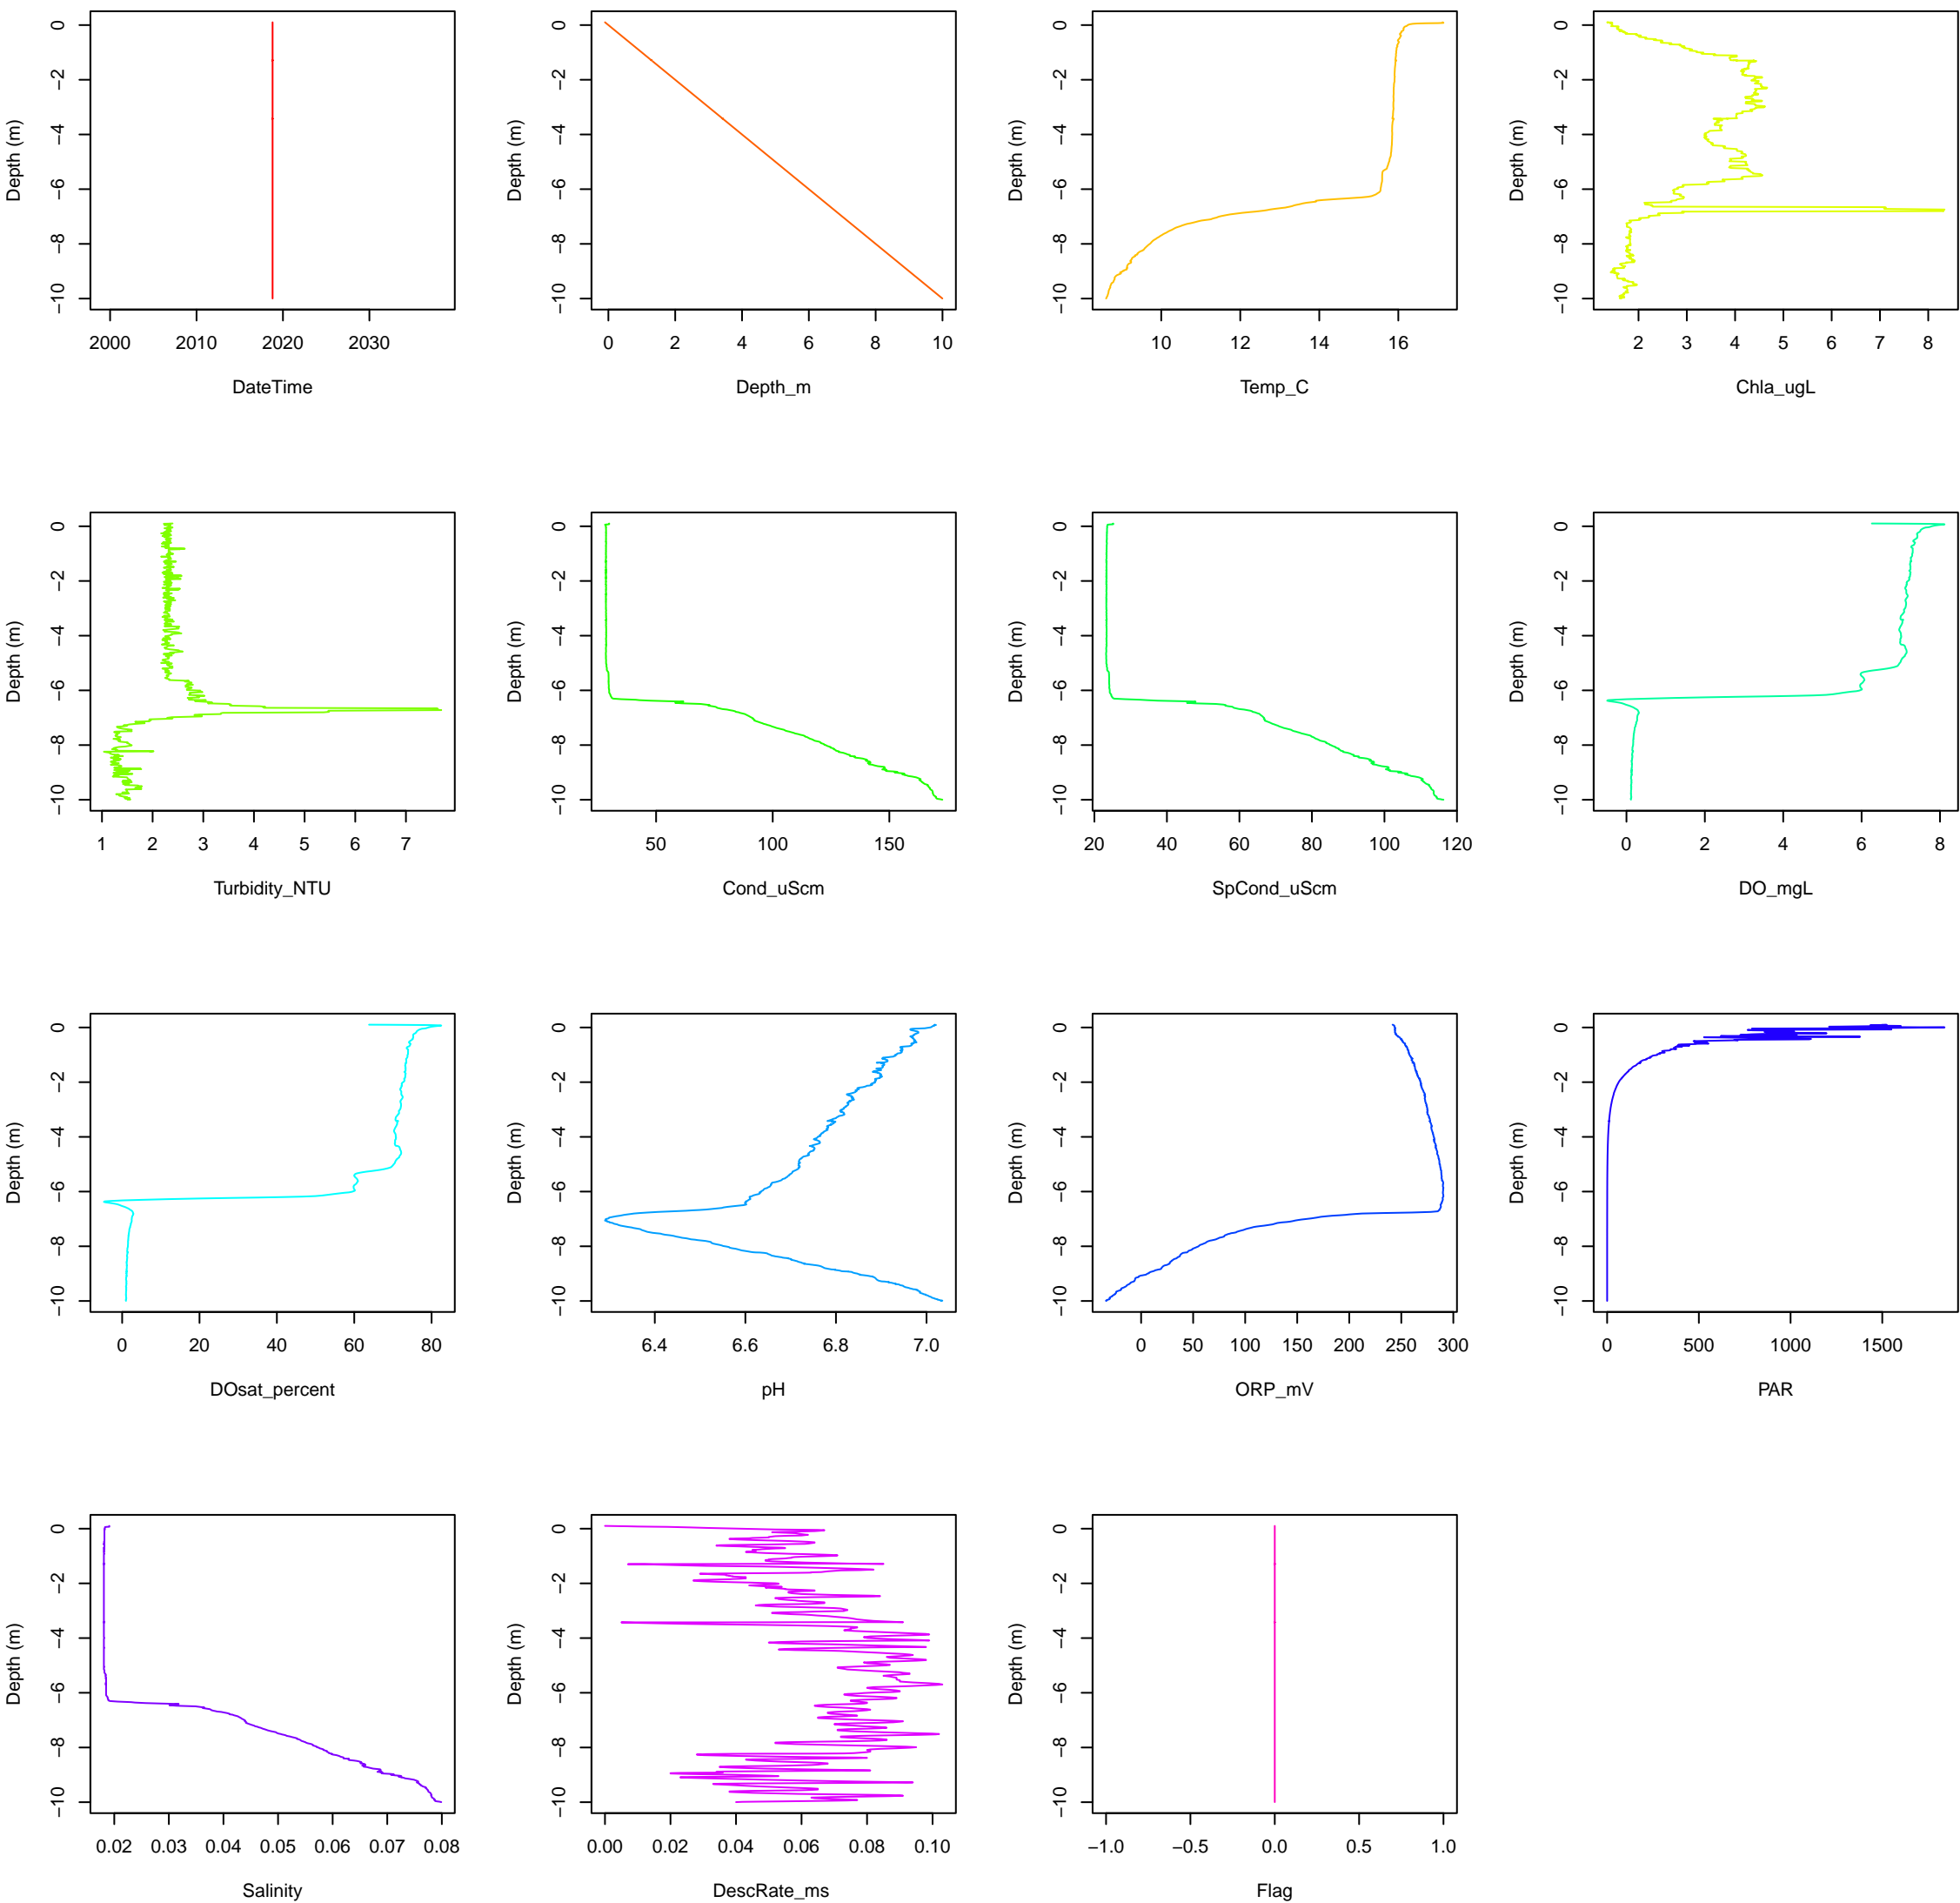 Depth (m)
0
−2
−4
−6
−8
−10
2000 2010 2020 2030
DateTime
Depth (m)
0
−2
−4
−6
−8
−10
0 2 4 6 8 10
Depth_m
Depth (m)
0
−2
−4
−6
−8
−10
10 12 14 16
Temp_C
Depth (m)
0
−2
−4
−6
−8
−10
2 3 4 5 6 7 8
Chla_ugL
Depth (m)
0
−2
−4
−6
−8
−10
1 2 3 4 5 6 7
Turbidity_NTU
Depth (m)
0
−2
−4
−6
−8
−10
50 100 150
Cond_uScm
Depth (m)
0
−2
−4
−6
−8
−10
20 40 60 80 100 120
SpCond_uScm
Depth (m)
0
−2
−4
−6
−8
−10
0 2 4 6 8
DO_mgL
Depth (m)
0
−2
−4
−6
−8
−10
0 20 40 60 80
DOsat_percent
Depth (m)
0
−2
−4
−6
−8
−10
6.4 6.6 6.8 7.0
pH
Depth (m)
0
−2
−4
−6
−8
−10
0 50 100 150 200 250 300
ORP_mV
Depth (m)
0
−2
−4
−6
−8
−10
0 500 1000 1500
PAR
Depth (m)
0
−2
−4
−6
−8
−10
0.02 0.03 0.04 0.05 0.06 0.07 0.08
Salinity
Depth (m)
0
−2
−4
−6
−8
−10
0.00 0.02 0.04 0.06 0.08 0.10
DescRate_ms
Depth (m)
0
−2
−4
−6
−8
−10
−1.0 −0.5 0.0 0.5 1.0
Flag